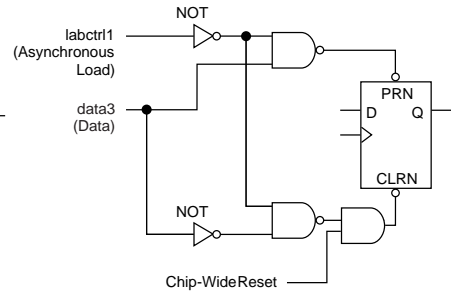 NOT
labctrl1
(Asynchronous
Load)
PRN
data3
(Data)
D
Q
CLRN
NOT
Chip-Wide Reset